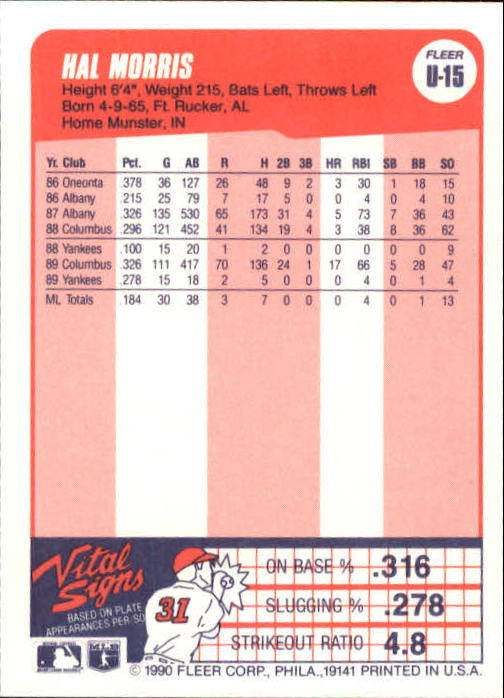 FLEER
U-15
HAL MORRIS
Height 6'4", Weight 215, Bats Left, Throws Left
Born 4-9-65, Ft. Rucker, AL
Home Munster, IN
Yr. Club Pct. G AB R H 2B 3B HR RBI SB BB SO
86 Oneonta .378 36 127 26 48 9 2 3 30 1 18 15
86 Albany .215 25 79 7 17 5 0 0 4 0 4 10
87 Albany .326 135 530 65 173 31 4 5 73 7 36 43
88 Columbus .296 121 452 41 134 19 4 3 38 8 36 62
88 Yankees .100 15 20 1 2 0 0 0 0 0 0 9
89 Columbus .326 111 417 70 136 24 1 17 66 5 28 47
89 Yankees .278 15 18 2 5 0 0 0 4 0 1 4
ML Totals .184 30 38 3 7 0 0 0 4 0 1 13
Vital
Signs
BASED ON PLATE
APPEARANCES PER/SO
31
ON BASE % .316
SLUGGING % .278
STRIKEOUT RATIO 4.8
© 1990 FLEER CORP., PHILA., 19141 PRINTED IN U.S.A.